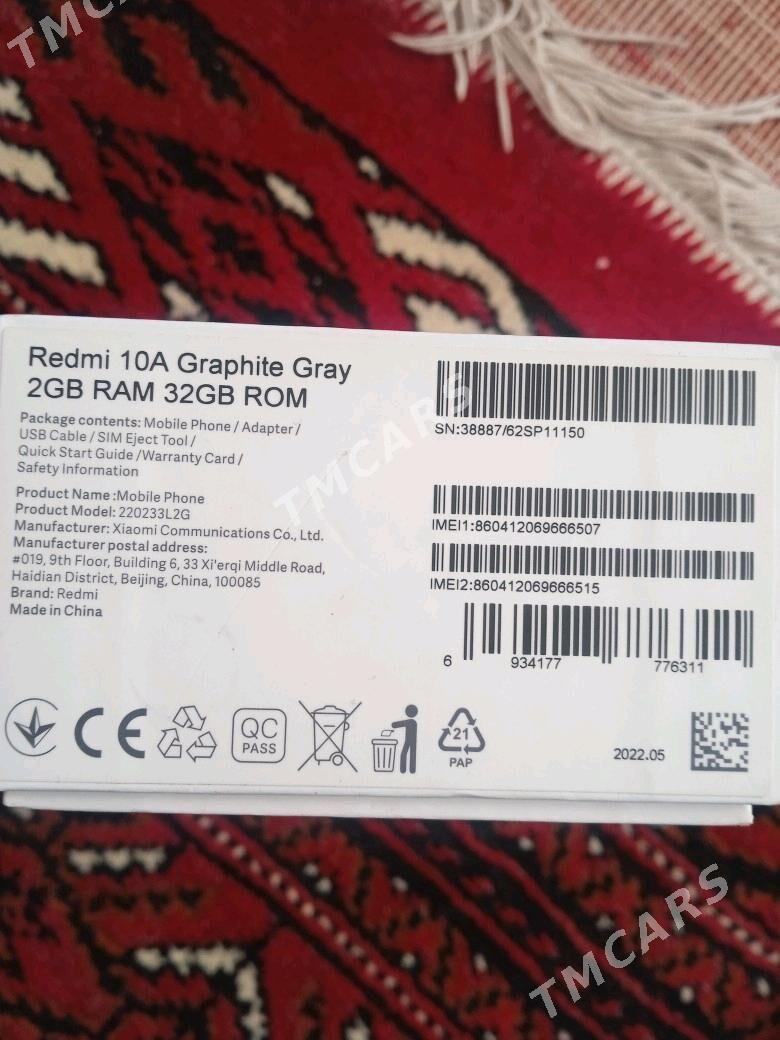 TMCARS
Redmi 10A Graphite Gray
2GB RAM 32GB ROM
Package contents: Mobile Phone / Adapter /
USB Cable / SIM Eject Tool /
Quick Start Guide /Warranty Card /
Safety Information
Product Name :Mobile Phone
Product Model: 220233L2G
Manufacturer: Xiaomi Communications Co., Ltd.
Manufacturer postal address:
#019, 9th Floor, Building 6, 33 Xi'erqi Middle Road,
Haidian District, Beijing, China, 100085
Brand: Redmi
Made in China
SN:38887/62SP11150
IMEI1:860412069666507
IMEI2:860412069666515
6 934177 776311
TMCARS
CE
QC
PASS
21
PAP
2022.05
TMCARS